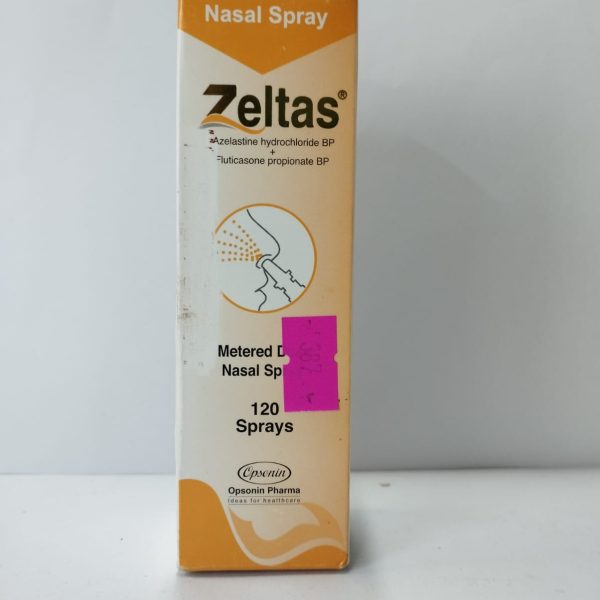 Nasal Spray
Zeltas®
Azelastine hydrochloride BP
+
Fluticasone propionate BP
Metered
Nasal
120
Sprays
Opsonin
Opsonin Pharma
Ideas for healthcare